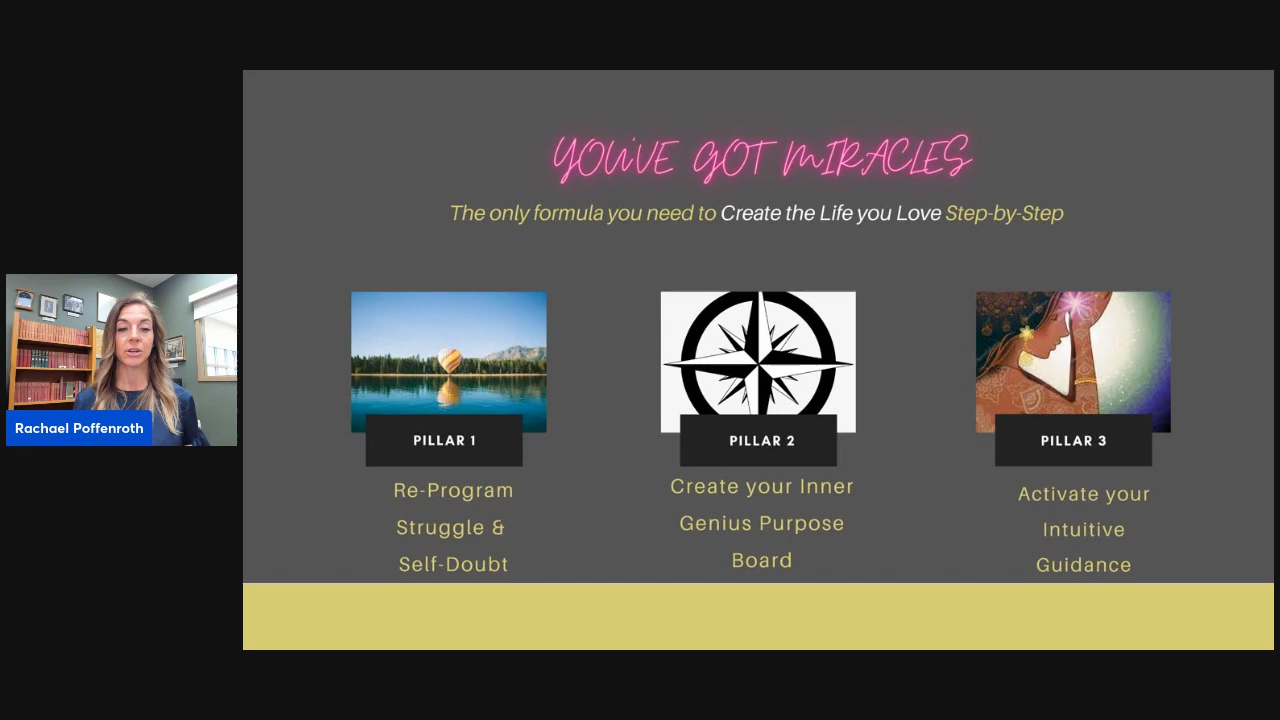 YOU'VE GOT MIRACLES
The only formula you need to Create the Life you Love Step-by-Step
Rachael Poffenroth
PILLAR 1
Re-Program
Struggle &
Self-Doubt
PILLAR 2
Create your Inner
Genius Purpose
Board
PILLAR 3
Activate your
Intuitive
Guidance